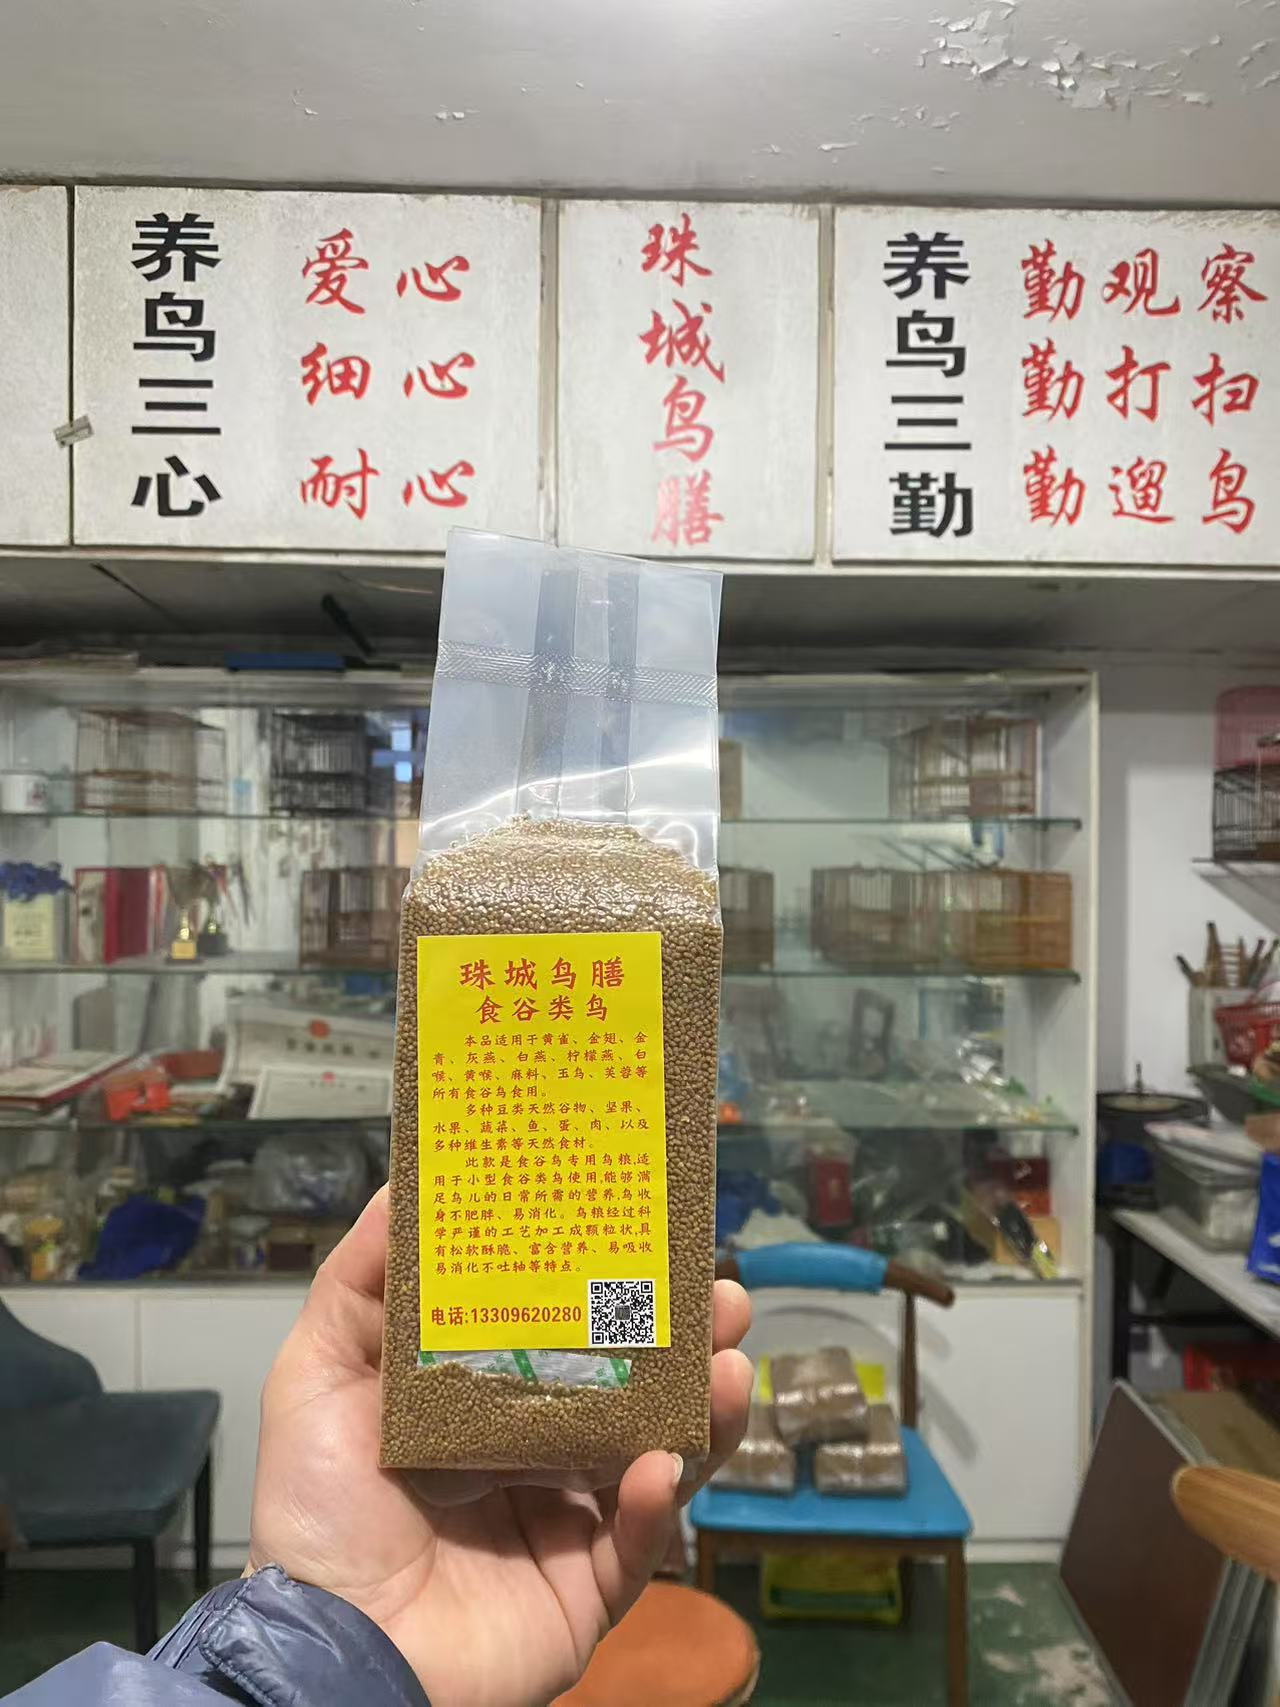 养鸟三心
爱心
细心
耐心
珠城鸟膳
养鸟三勤
勤观察
勤打扫
勤遛鸟
珠城鸟膳
食谷类鸟
本品适用于黄雀、金翅、金
青、灰燕、白燕、柠檬燕、白
喉、黄喉、麻料、玉鸟、芙蓉等
所有食谷鸟食用。
多种豆类天然谷物、坚果、
水果、蔬菜、鱼、蛋、肉、以及
多种维生素等天然食材。
此款是食谷鸟专用鸟粮,适
用于小型食谷类鸟使用,能够满
足鸟儿的日常所需的营养,鸟收
身不肥胖、易消化。鸟粮经过科
学严谨的工艺加工成颗粒状,具
有松软酥脆、富含营养、易吸收
易消化不吐轴等特点。
电话:13309620280